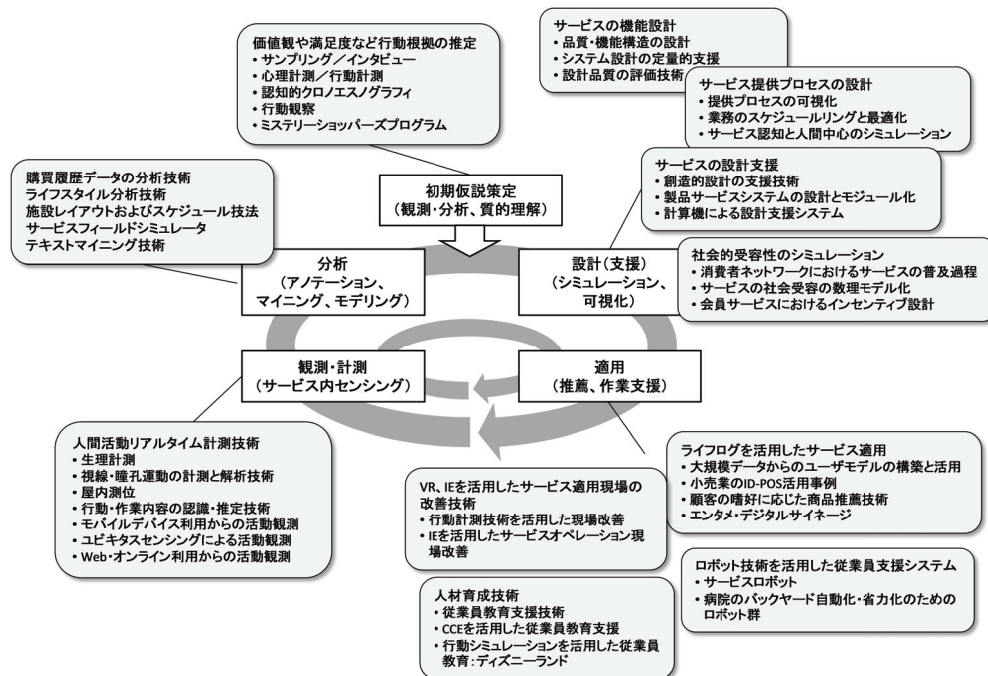 価値観や満足度など行動根拠の推定
• サンプリング／インタビュー
• 心理計測／行動計測
• 認知的クロノエスノグラフィ
• 行動観察
• ミステリーショッパーズプログラム
サービスの機能設計
• 品質・機能構造の設計
• システム設計の定量的支援
• 設計品質の評価技術
サービス提供プロセスの設計
• 提供プロセスの可視化
• 業務のスケジュールリングと最適化
• サービス認知と人間中心のシミュレーション
購買履歴データの分析技術
ライフスタイル分析技術
施設レイアウトおよびスケジュール技法
サービスフィールドシミュレータ
テキストマイニング技術
初期仮説策定
（観測・分析、質的理解）
サービスの設計支援
• 創造的設計の支援技術
• 製品サービスシステムの設計とモジュール化
• 計算機による設計支援システム
分析
（アノテーション、
マイニング、モデリング）
設計（支援）
（シミュレーション、
可視化）
社会的受容性のシミュレーション
• 消費者ネットワークにおけるサービスの普及過程
• サービスの社会受容の数理モデル化
• 会員サービスにおけるインセンティブ設計
観測・計測
（サービス内センシング）
適用
（推薦、作業支援）
人間活動リアルタイム計測技術
• 生理計測
• 視線・瞳孔運動の計測と解析技術
• 屋内測位
• 行動・作業内容の認識・推定技術
• モバイルデバイス利用からの活動観測
• ユビキタスセンシングによる活動観測
• Web・オンライン利用からの活動観測
VR、IEを活用したサービス適用現場の
改善技術
• 行動計測技術を活用した現場改善
• IEを活用したサービスオペレーション現
場改善
ライフログを活用したサービス適用
• 大規模データからのユーザモデルの構築と活用
• 小売業のID-POS活用事例
• 顧客の嗜好に応じた商品推薦技術
• エンタメ・デジタルサイネージ
人材育成技術
• 従業員教育支援技術
• CCEを活用した従業員教育支援
• 行動シミュレーションを活用した従業員
教育：ディズニーランド
ロボット技術を活用した従業員支援システム
• サービスロボット
• 病院のバックヤード自動化・省力化のための
ロボット群